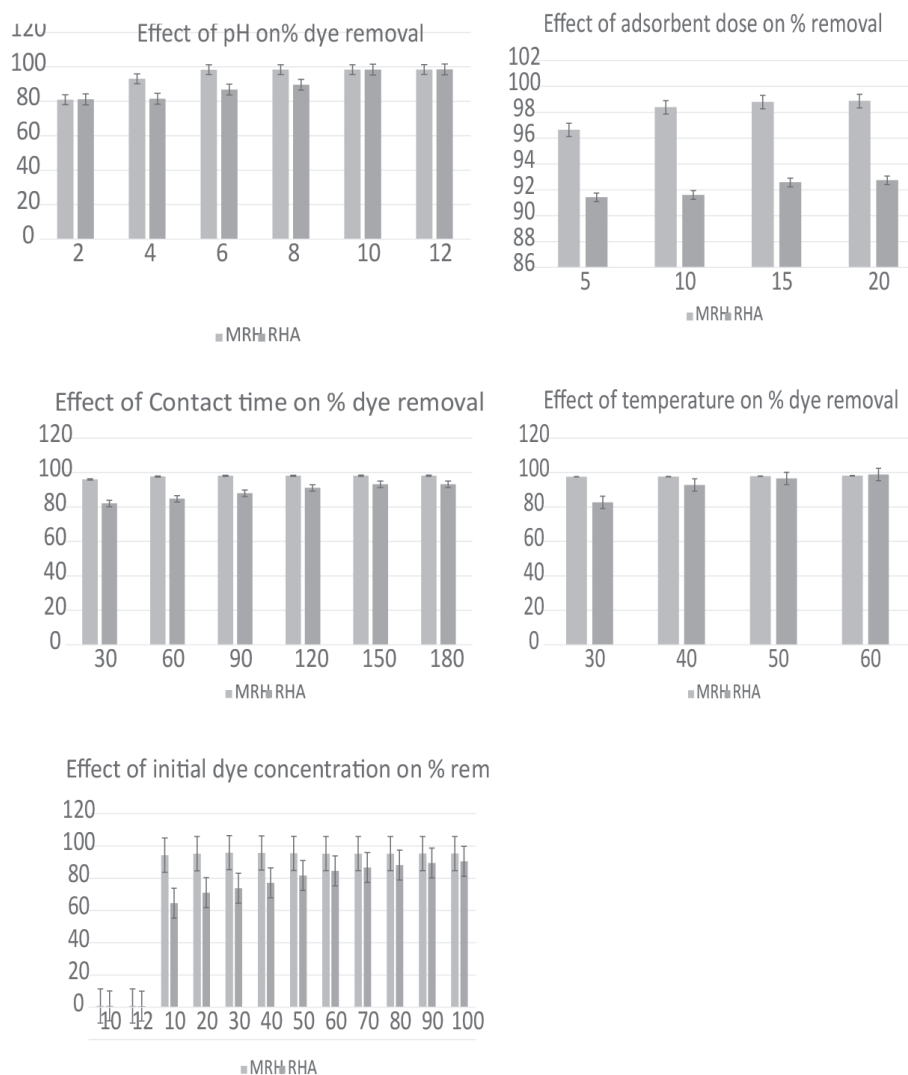 Effect of pH on% dye removal
120
100
80
60
40
20
0
2 4 6 8 10 12
MRH RHA
Effect of adsorbent dose on % removal
102
100
98
96
94
92
90
88
86
5 10 15 20
MRH RHA
Effect of Contact time on % dye removal
120
100
80
60
40
20
0
30 60 90 120 150 180
MRH RHA
Effect of temperature on % dye removal
120
100
80
60
40
20
0
30 40 50 60
MRH RHA
Effect of initial dye concentration on % rem
120
100
80
60
40
20
0
10 12 10 20 30 40 50 60 70 80 90 100
MRH RHA